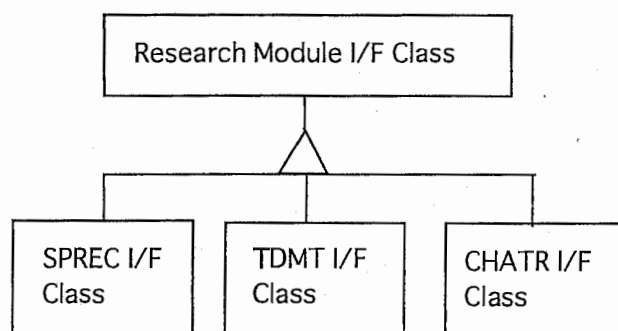 Research Module I/F Class
SPREC I/F
Class
TDMT I/F
Class
CHATR I/F
Class